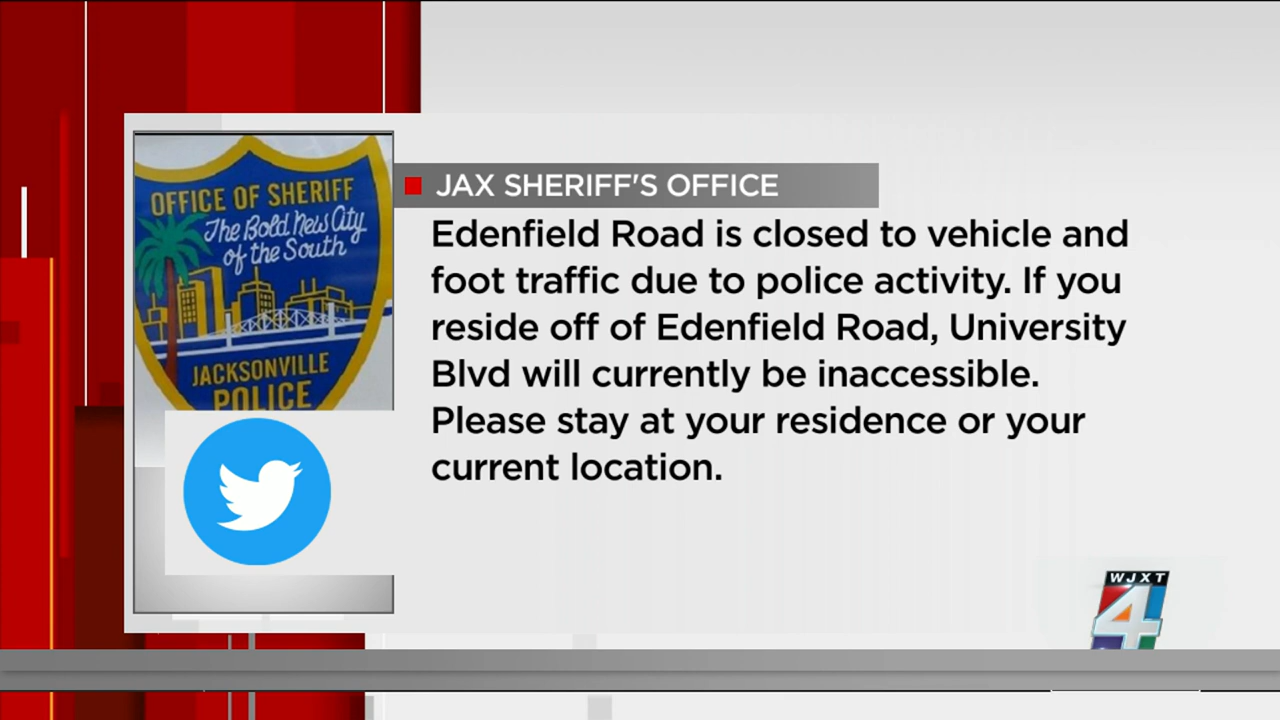 OFFICE OF SHERIFF
The Bold New City
of the South
JACKSONVILLE
POLICE
JAX SHERIFF'S OFFICE
Edenfield Road is closed to vehicle and
foot traffic due to police activity. If you
reside off of Edenfield Road, University
Blvd will currently be inaccessible.
Please stay at your residence or your
current location.
WJXT
4